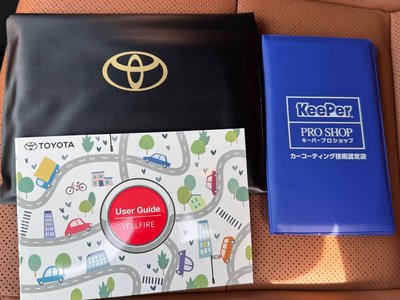 TOYOTA
User Guide
VELLFIRE
KeePer
PRO SHOP
キーパープロショップ
カーコーティング技術認定店